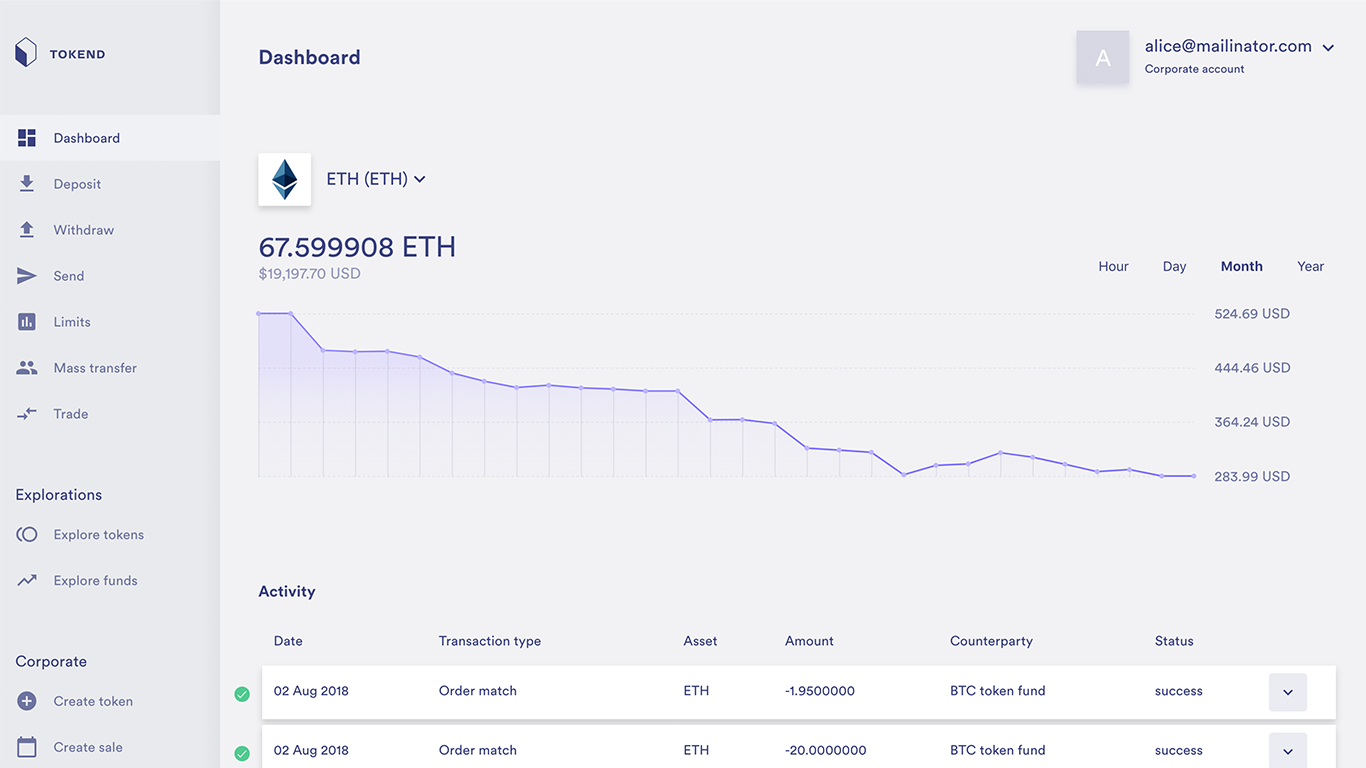 TOKEND
Dashboard
Deposit
Withdraw
Send
Limits
Mass transfer
Trade
Explorations
Explore tokens
Explore funds
Corporate
Create token
Create sale
Dashboard
A
alice@mailinator.com
Corporate account
ETH (ETH)
67.599908 ETH
$19,197.70 USD
Hour Day Month Year
524.69 USD
444.46 USD
364.24 USD
283.99 USD
Activity
Date Transaction type Asset Amount Counterparty Status
02 Aug 2018 Order match ETH -1.9500000 BTC token fund success
02 Aug 2018 Order match ETH -20.0000000 BTC token fund success